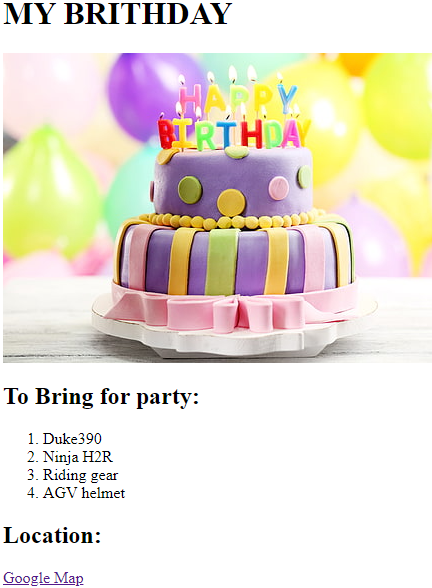 MY BRITHDAY
HAPPY
BIRTHDAY
To Bring for party:
1. Duke390
2. Ninja H2R
3. Riding gear
4. AGV helmet
Location:
Google Map